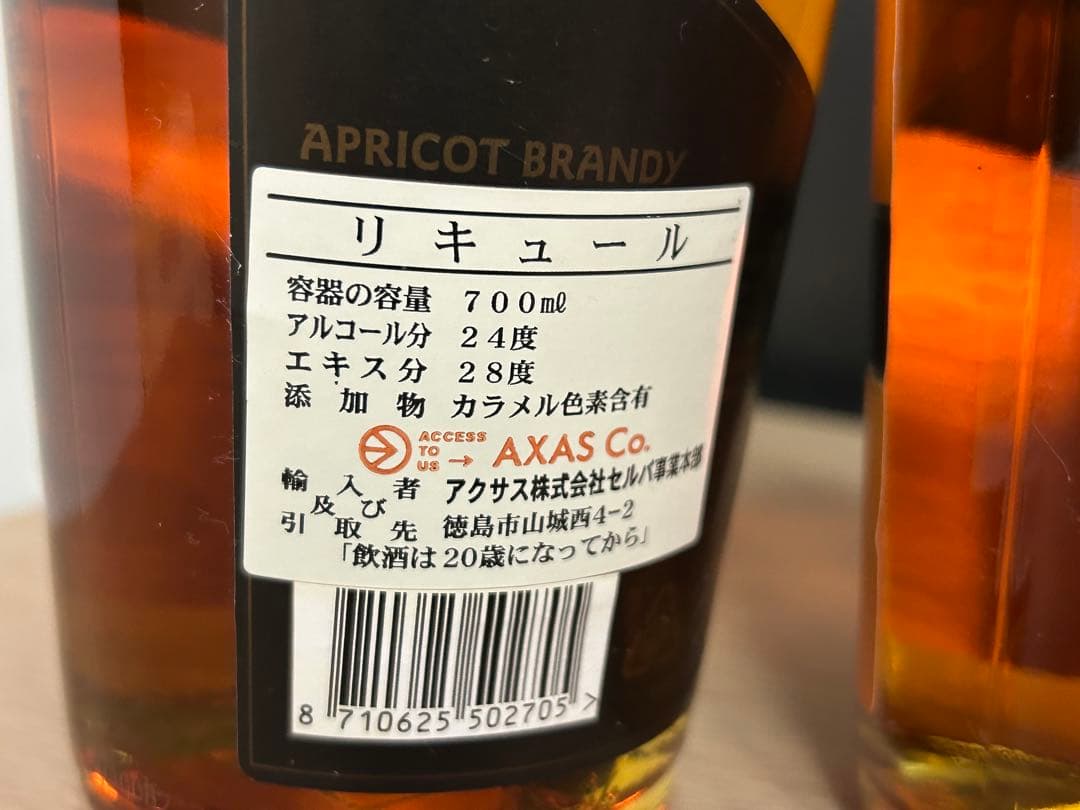 APRICOT BRANDY
リキュール
容器の容量 700㎖
アルコール分 24度
エキス分 28度
添加物 カラメル色素含有
ACCESS TO US → AXAS Co.
輸入者 アクサス株式会社セルバ事業本部
及び
引取先 徳島市山城西4-2
「飲酒は20歳になってから」
8 710625 502705 >